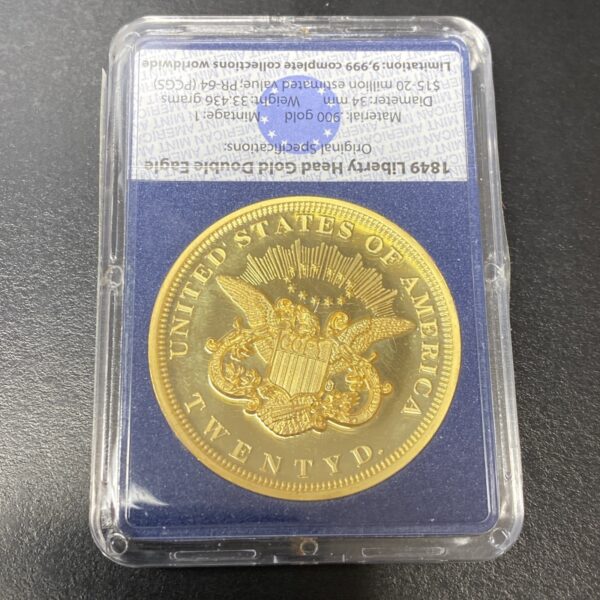 1849 Liberty Head Gold Double Eagle
Original Specifications:
Material: .900 gold Mintage: 1
Diameter: 34 mm Weight: 33.436 grams
$15-20 million estimated value; PR-64 (PCGS)
Limitation: 9.999 complete collections worldwide
UNITED STATES OF AMERICA
TWENTY D.